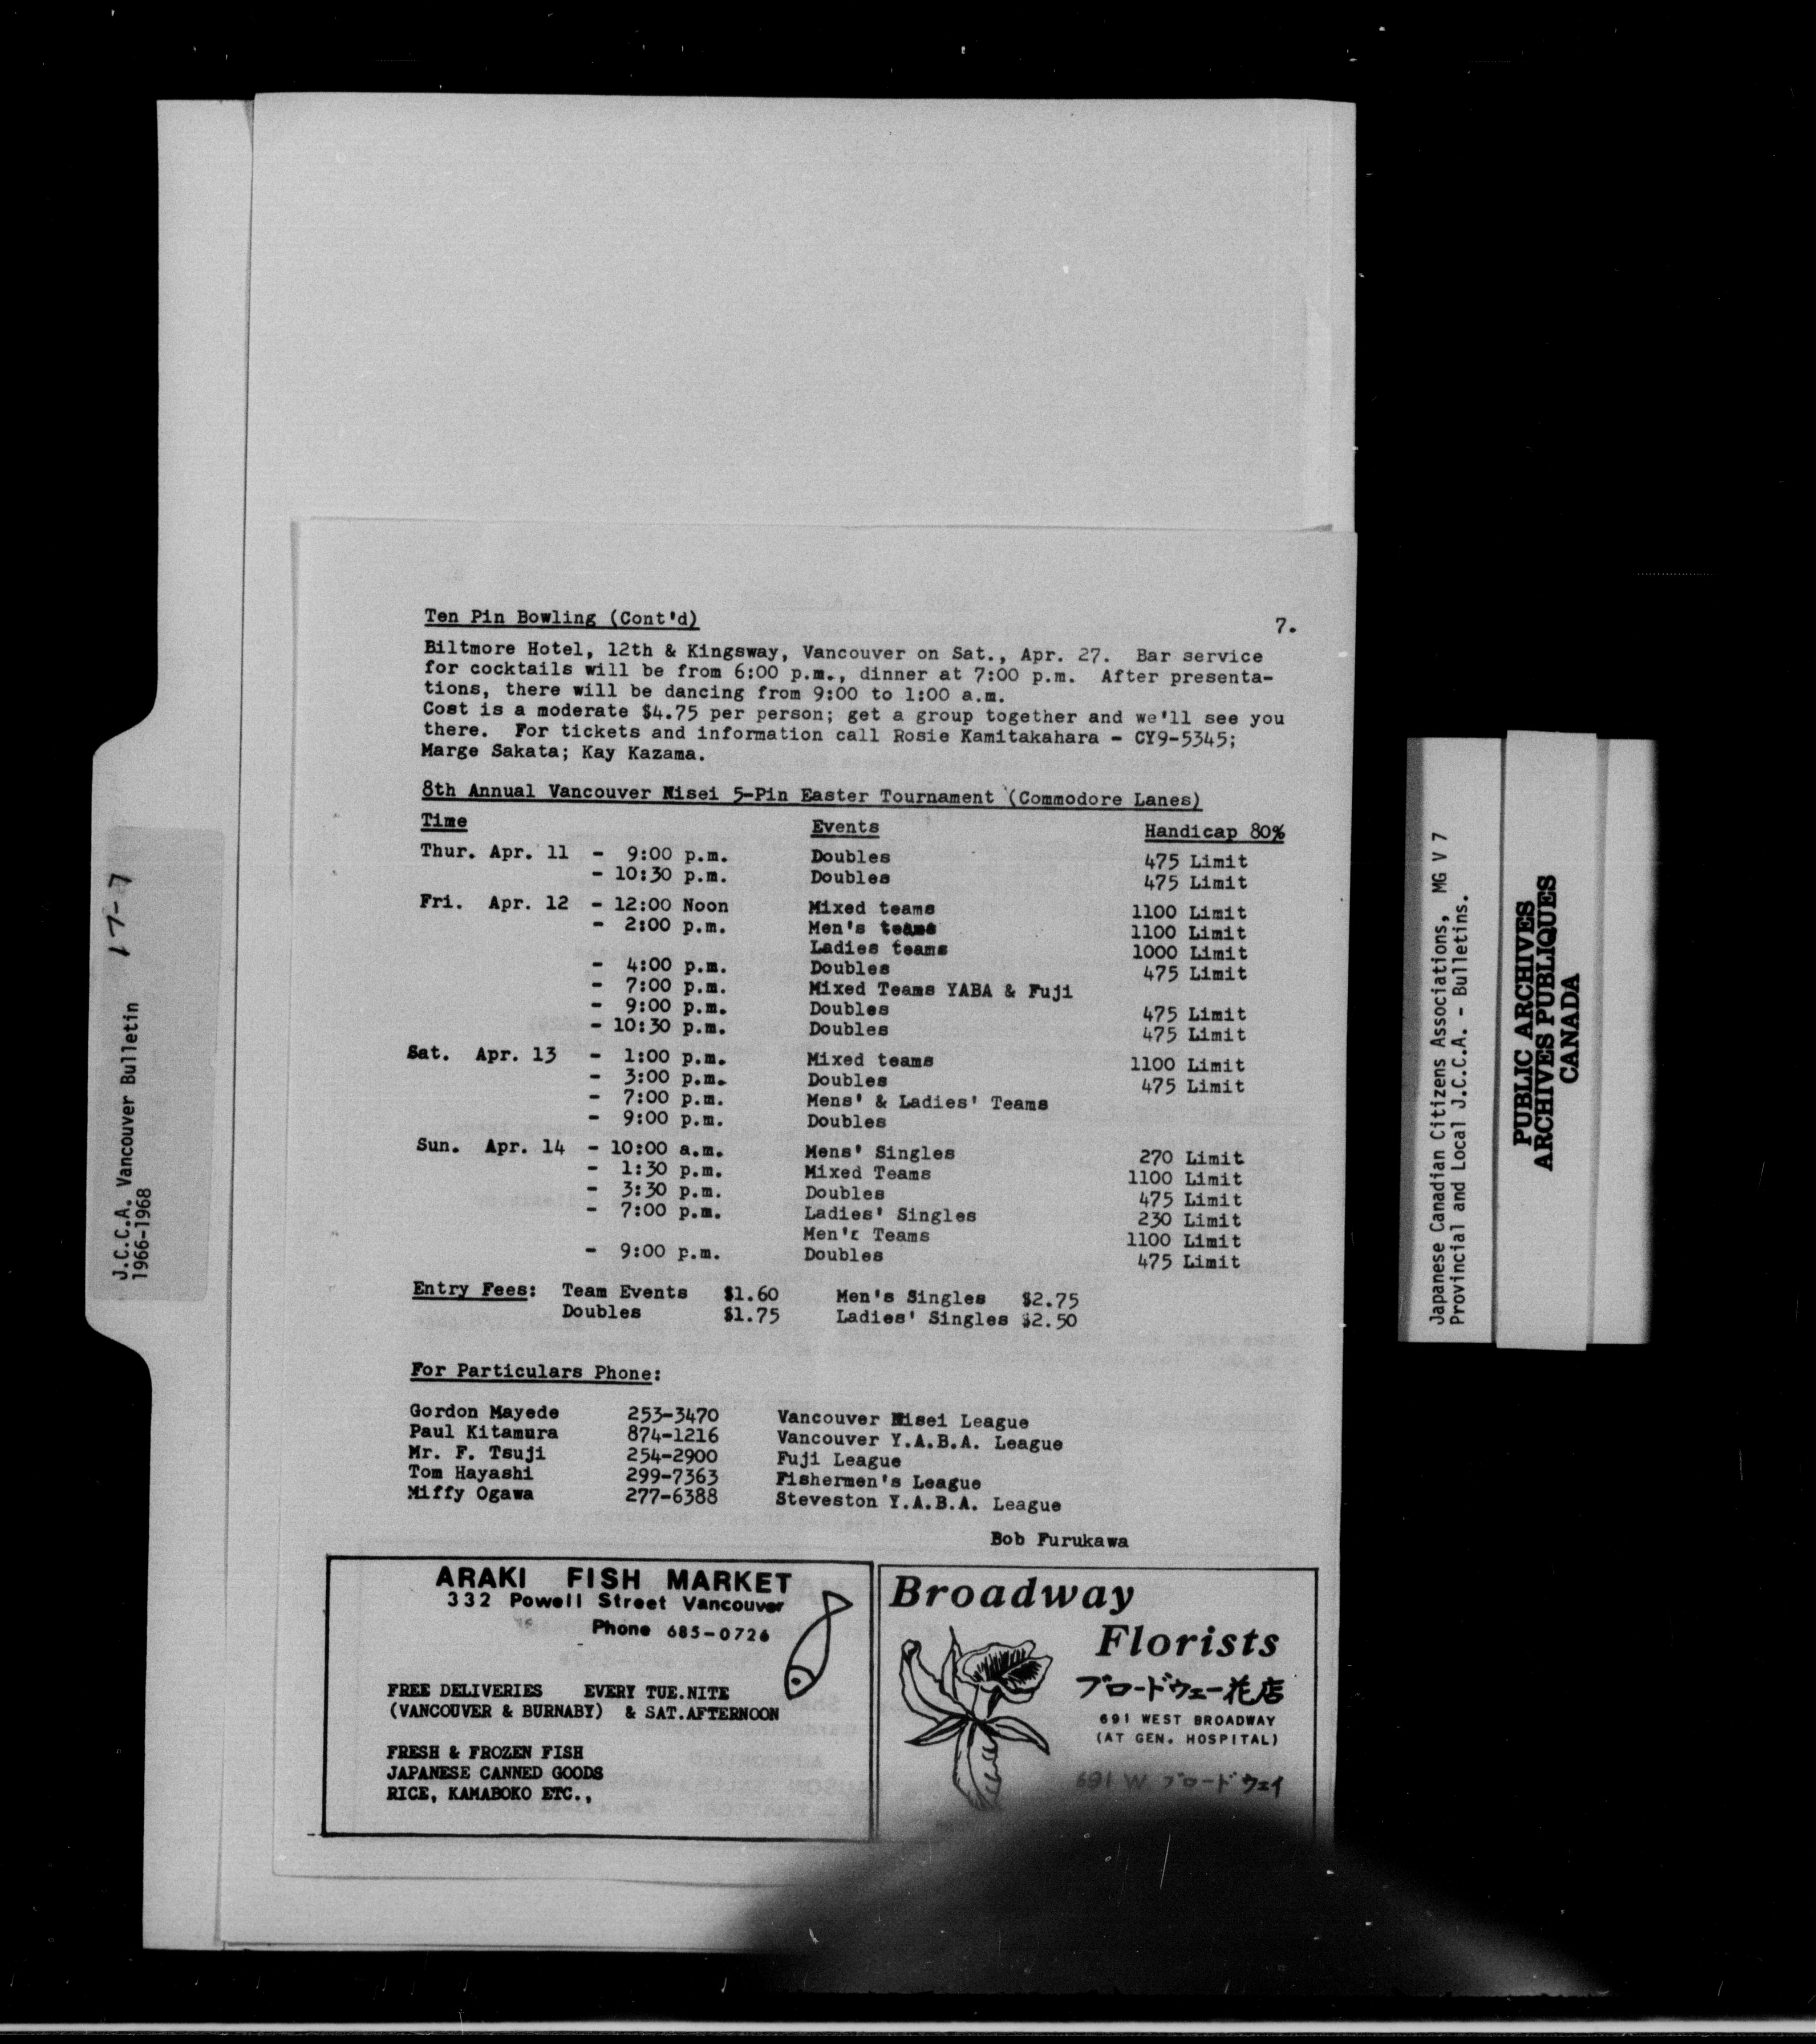 Ten Pin Bowling (Cont'd)
7.
Biltmore Hotel, 12th & Kingsway, Vancouver on Sat., Apr. 27. Bar service
for cocktails will be from 6:00 p.m., dinner at 7:00 p.m. After presenta-
tions, there will be dancing from 9:00 to 1:00 a.m.
Cost is a moderate $4.75 per person; get a group together and we'll see you
there. For tickets and information call Rosie Kamitakahara - CY9-5345;
Marge Sakata; Kay Kazama.
8th Annual Vancouver Nisei 5-Pin Easter Tournament (Commodore Lanes)
Time Events Handicap 80%
Thur. Apr. 11 - 9:00 p.m. Doubles 475 Limit
- 10:30 p.m. Doubles 475 Limit
Fri. Apr. 12 - 12:00 Noon Mixed teams 1100 Limit
- 2:00 p.m. Men's teams 1100 Limit
Ladies teams 1000 Limit
- 4:00 p.m. Doubles 475 Limit
- 7:00 p.m. Mixed Teams YABA & Fuji
- 9:00 p.m. Doubles 475 Limit
- 10:30 p.m. Doubles 475 Limit
Sat. Apr. 13 - 1:00 p.m. Mixed teams 1100 Limit
- 3:00 p.m. Doubles 475 Limit
- 7:00 p.m. Mens' & Ladies' Teams
- 9:00 p.m. Doubles
Sun. Apr. 14 - 10:00 a.m. Mens' Singles 270 Limit
- 1:30 p.m. Mixed Teams 1100 Limit
- 3:30 p.m. Doubles 475 Limit
- 7:00 p.m. Ladies' Singles 230 Limit
Men's Teams 1100 Limit
- 9:00 p.m. Doubles 475 Limit
Entry Fees: Team Events $1.60 Men's Singles $2.75
Doubles $1.75 Ladies' Singles $2.50
For Particulars Phone:
Gordon Mayede 253-3470 Vancouver Nisei League
Paul Kitamura 874-1216 Vancouver Y.A.B.A. League
Mr. F. Tsuji 254-2900 Fuji League
Tom Hayashi 299-7363 Fishermen's League
Miffy Ogawa 277-6388 Steveston Y.A.B.A. League
Bob Furukawa
ARAKI FISH MARKET
332 Powell Street Vancouver
Phone 685-0726
FREE DELIVERIES EVERY TUE.NITE
(VANCOUVER & BURNABY) & SAT.AFTERNOON
FRESH & FROZEN FISH
JAPANESE CANNED GOODS
RICE, KAMABOKO ETC.,
Broadway
Florists
ブロードウェー花店
691 WEST BROADWAY
(AT GEN. HOSPITAL)
691 W ブロードウェイ
J.C.C.A. Vancouver Bulletin 17-7
1966-1968
Japanese Canadian Citizens Associations, MG V 7
Provincial and Local J.C.C.A. - Bulletins.
PUBLIC ARCHIVES
ARCHIVES PUBLIQUES
CANADA